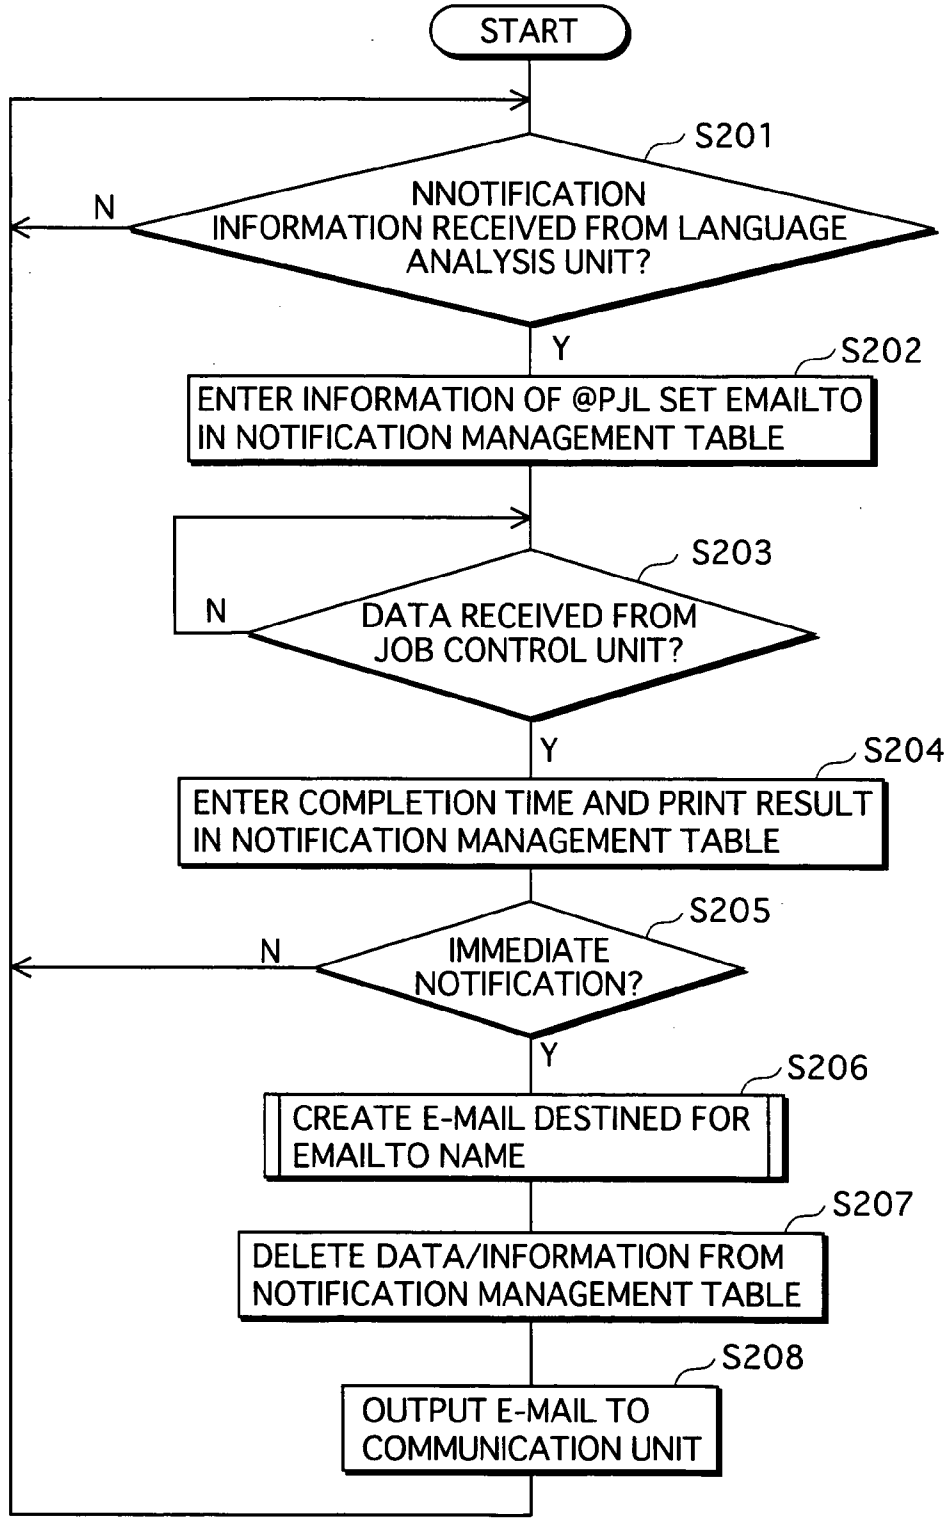 START
S201
NNOTIFICATION
INFORMATION RECEIVED FROM LANGUAGE
ANALYSIS UNIT?
N
Y
S202
ENTER INFORMATION OF @PJL SET EMAILTO
IN NOTIFICATION MANAGEMENT TABLE
S203
DATA RECEIVED FROM
JOB CONTROL UNIT?
N
Y
S204
ENTER COMPLETION TIME AND PRINT RESULT
IN NOTIFICATION MANAGEMENT TABLE
S205
IMMEDIATE
NOTIFICATION?
N
Y
S206
CREATE E-MAIL DESTINED FOR
EMAILTO NAME
S207
DELETE DATA/INFORMATION FROM
NOTIFICATION MANAGEMENT TABLE
S208
OUTPUT E-MAIL TO
COMMUNICATION UNIT